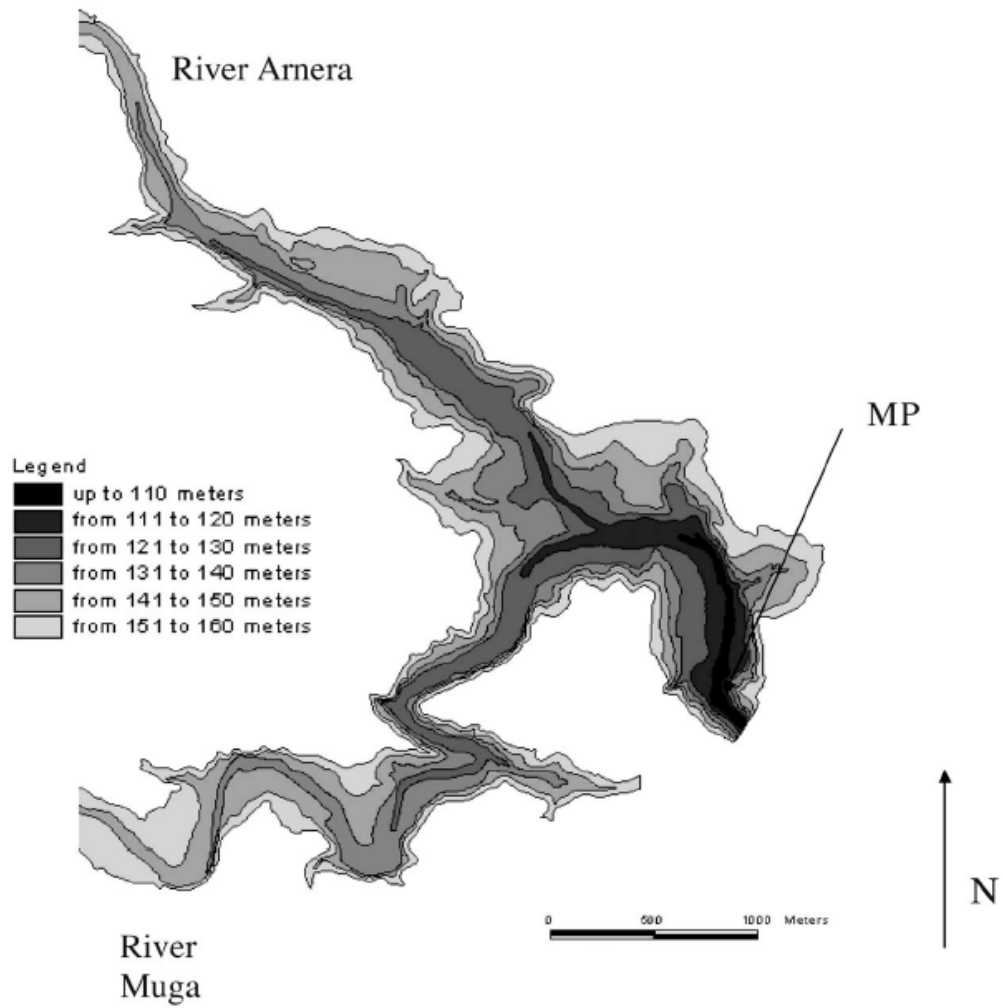 River Arnera
MP
Legend
up to 110 meters
from 111 to 120 meters
from 121 to 130 meters
from 131 to 140 meters
from 141 to 150 meters
from 151 to 160 meters
0 500 1000 Meters
N
River
Muga